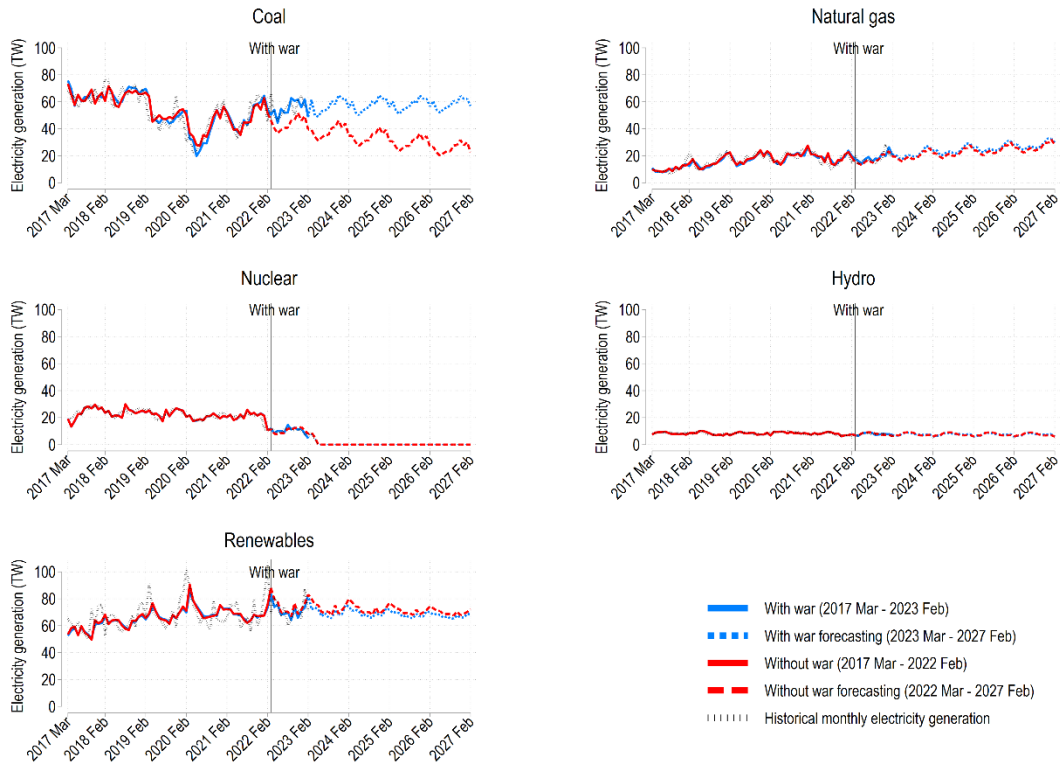 Coal
With war
Electricity generation (TW)
100
80
60
40
20
0
2017 Mar
2018 Feb
2019 Feb
2020 Feb
2021 Feb
2022 Feb
2023 Feb
2024 Feb
2025 Feb
2026 Feb
2027 Feb
Natural gas
With war
Electricity generation (TW)
100
80
60
40
20
0
2017 Mar
2018 Feb
2019 Feb
2020 Feb
2021 Feb
2022 Feb
2023 Feb
2024 Feb
2025 Feb
2026 Feb
2027 Feb
Nuclear
With war
Electricity generation (TW)
100
80
60
40
20
0
2017 Mar
2018 Feb
2019 Feb
2020 Feb
2021 Feb
2022 Feb
2023 Feb
2024 Feb
2025 Feb
2026 Feb
2027 Feb
Hydro
With war
Electricity generation (TW)
100
80
60
40
20
0
2017 Mar
2018 Feb
2019 Feb
2020 Feb
2021 Feb
2022 Feb
2023 Feb
2024 Feb
2025 Feb
2026 Feb
2027 Feb
Renewables
With war
Electricity generation (TW)
100
80
60
40
20
0
2017 Mar
2018 Feb
2019 Feb
2020 Feb
2021 Feb
2022 Feb
2023 Feb
2024 Feb
2025 Feb
2026 Feb
2027 Feb
With war (2017 Mar - 2023 Feb)
With war forecasting (2023 Mar - 2027 Feb)
Without war (2017 Mar - 2022 Feb)
Without war forecasting (2022 Mar - 2027 Feb)
Historical monthly electricity generation